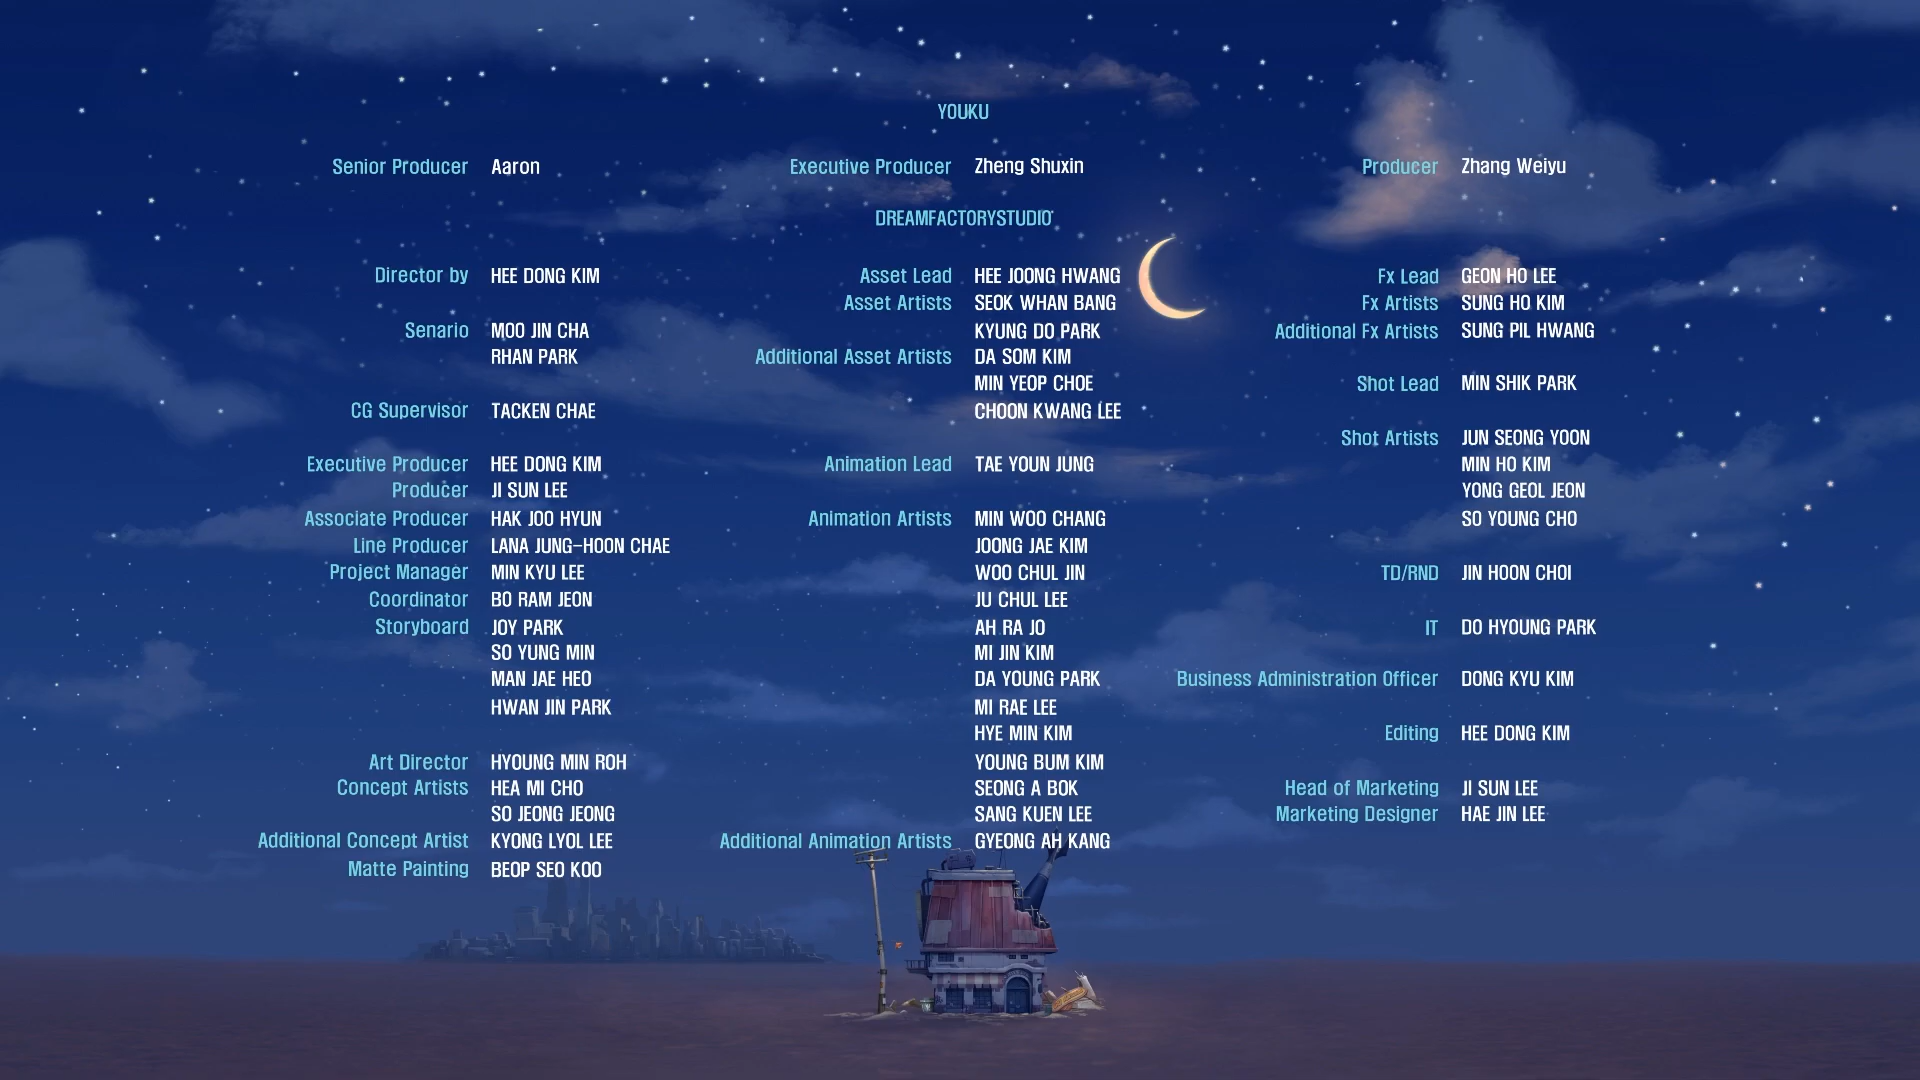 YOUKU
Senior Producer Aaron
Executive Producer Zheng Shuxin
Producer Zhang Weiyu
DREAMFACTORYSTUDIO
Director by HEE DONG KIM
Senario MOO JIN CHA
RHAN PARK
CG Supervisor TACKEN CHAE
Executive Producer HEE DONG KIM
Producer JI SUN LEE
Associate Producer HAK JOO HYUN
Line Producer LANA JUNG-HOON CHAE
Project Manager MIN KYU LEE
Coordinator BO RAM JEON
Storyboard JOY PARK
SO YUNG MIN
MAN JAE HEO
HWAN JIN PARK
Art Director HYOUNG MIN ROH
Concept Artists HEA MI CHO
SO JEONG JEONG
Additional Concept Artist KYONG LYOL LEE
Matte Painting BEOP SEO KOO
Asset Lead HEE JOONG HWANG
Asset Artists SEOK WHAN BANG
KYUNG DO PARK
Additional Asset Artists DA SOM KIM
MIN YEOP CHOE
CHOON KWANG LEE
Animation Lead TAE YOUN JUNG
Animation Artists MIN WOO CHANG
JOONG JAE KIM
WOO CHUL JIN
JU CHUL LEE
AH RA JO
MI JIN KIM
DA YOUNG PARK
MI RAE LEE
HYE MIN KIM
YOUNG BUM KIM
SEONG A BOK
SANG KUEN LEE
Additional Animation Artists GYEONG AH KANG
Fx Lead GEON HO LEE
Fx Artists SUNG HO KIM
Additional Fx Artists SUNG PIL HWANG
Shot Lead MIN SHIK PARK
Shot Artists JUN SEONG YOON
MIN HO KIM
YONG GEOL JEON
SO YOUNG CHO
TD/RND JIN HOON CHOI
IT DO HYOUNG PARK
Business Administration Officer DONG KYU KIM
Editing HEE DONG KIM
Head of Marketing JI SUN LEE
Marketing Designer HAE JIN LEE